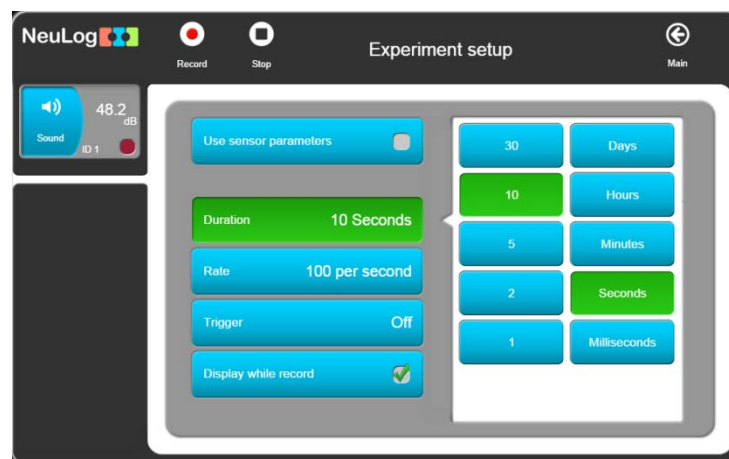 NeuLog
Record
Stop
Experiment setup
Main
48.2
dB
Sound
ID 1
Use sensor parameters
Duration 10 Seconds
Rate 100 per second
Trigger Off
Display while record
30 Days
10 Hours
5 Minutes
2 Seconds
1 Milliseconds